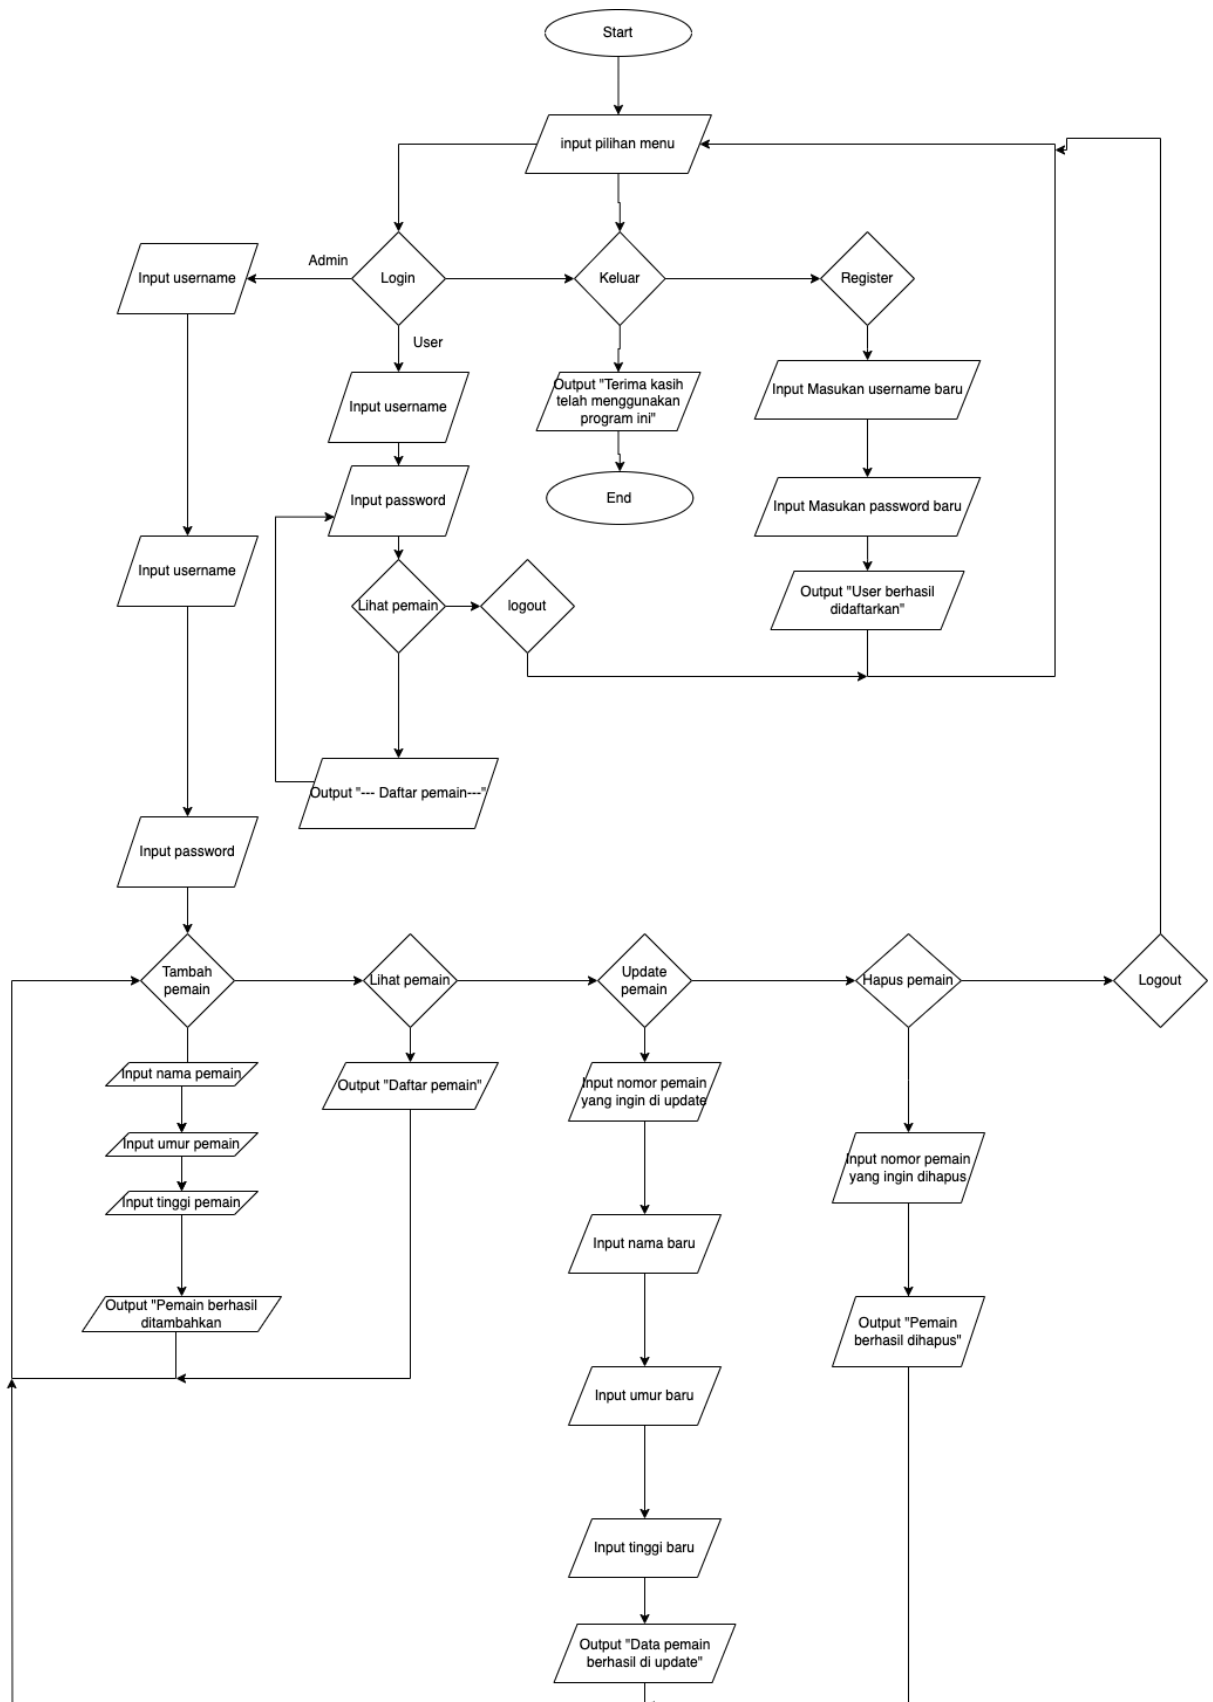 Start
input pilihan menu
Admin
Input username
Login
Keluar
Register
User
Input username
Output "Terima kasih
telah menggunakan
program ini"
Input Masukan username baru
Input password
End
Input Masukan password baru
Input username
Lihat pemain
logout
Output "User berhasil
didaftarkan"
Output "--- Daftar pemain---"
Input password
Tambah
pemain
Lihat pemain
Update
pemain
Hapus pemain
Logout
Input nama pemain
Output "Daftar pemain"
Input nomor pemain
yang ingin di update
Input umur pemain
Input nomor pemain
yang ingin dihapus
Input tinggi pemain
Input nama baru
Output "Pemain berhasil
ditambahkan
Output "Pemain
berhasil dihapus"
Input umur baru
Input tinggi baru
Output "Data pemain
berhasil di update"